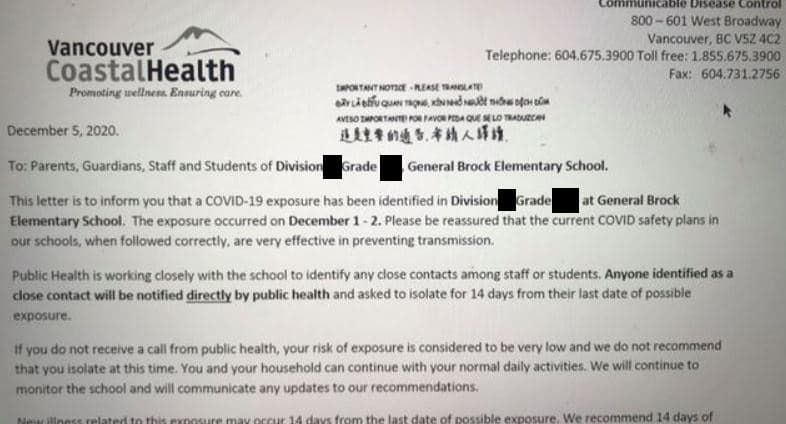 Communicable Disease Control
800 – 601 West Broadway
Vancouver, BC V5Z 4C2
Telephone: 604.675.3900 Toll free: 1.855.675.3900
Fax: 604.731.2756
Vancouver
CoastalHealth
Promoting wellness. Ensuring care.
IMPORTANT NOTICE - PLEASE TRANSLATE!
ĐÂY LÀ ĐIỀU QUAN TRỌNG, XIN NHỜ NGƯỜI THÔNG DỊCH DÙM
AVISO IMPORTANTE! POR FAVOR PIDA QUE SE LO TRADUZCAN
這是重要的通告,
December 5, 2020.
To: Parents, Guardians, Staff and Students of Division Grade , General Brock Elementary School.
This letter is to inform you that a COVID-19 exposure has been identified in Division Grade at General Brock
Elementary School. The exposure occurred on December 1 - 2. Please be reassured that the current COVID safety plans in
our schools, when followed correctly, are very effective in preventing transmission.
Public Health is working closely with the school to identify any close contacts among staff or students. Anyone identified as a
close contact will be notified directly by public health and asked to isolate for 14 days from their last date of possible
exposure.
If you do not receive a call from public health, your risk of exposure is considered to be very low and we do not recommend
that you isolate at this time. You and your household can continue with your normal daily activities. We will continue to
monitor the school and will communicate any updates to our recommendations.
New illness related to this exposure may occur 14 days from the last date of possible exposure. We recommend 14 days of